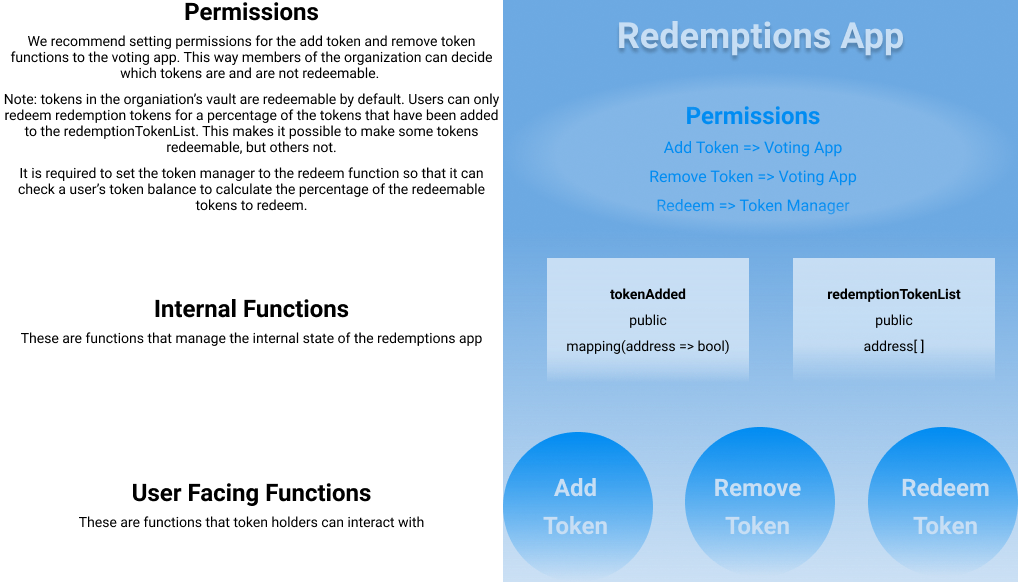 Permissions
We recommend setting permissions for the add token and remove token
functions to the voting app. This way members of the organization can decide
which tokens are and are not redeemable.
Note: tokens in the organiation's vault are redeemable by default. Users can only
redeem redemption tokens for a percentage of the tokens that have been added
to the redemptionTokenList. This makes it possible to make some tokens
redeemable, but others not.
It is required to set the token manager to the redeem function so that it can
check a user's token balance to calculate the percentage of the redeemable
tokens to redeem.
Internal Functions
These are functions that manage the internal state of the redemptions app
User Facing Functions
These are functions that token holders can interact with
Redemptions App
Permissions
Add Token => Voting App
Remove Token => Voting App
Redeem => Token Manager
tokenAdded
public
mapping(address => bool)
redemptionTokenList
public
address[ ]
Add
Token
Remove
Token
Redeem
Token